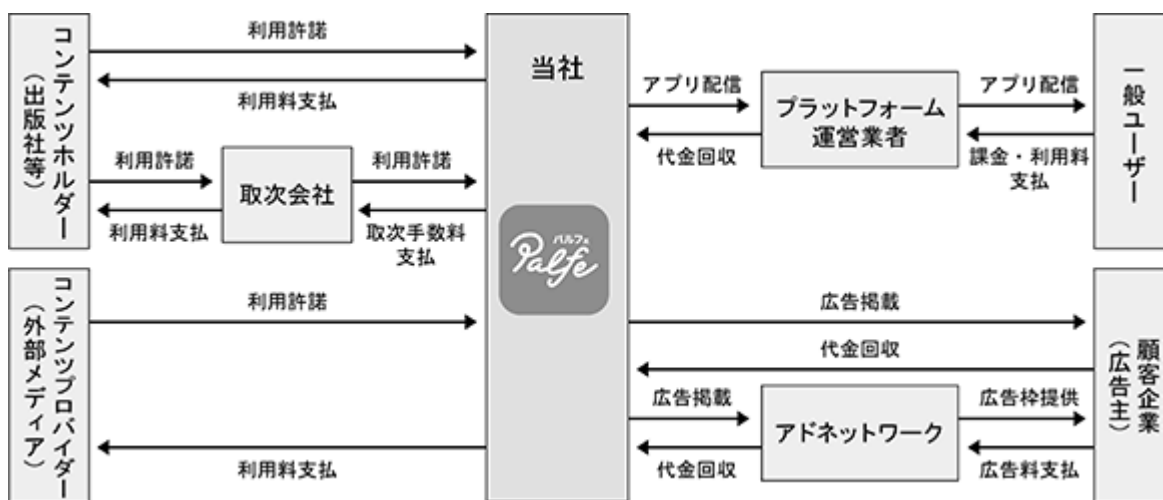 コンテンツホルダー
(出版社等)
利用許諾
利用料支払
利用許諾
利用料支払
取次会社
利用許諾
取次手数料
支払
コンテンツプロバイダー
(外部メディア)
利用許諾
利用料支払
当社
パルフェ
Palfe
アプリ配信
代金回収
プラットフォーム
運営業者
アプリ配信
課金・利用料
支払
一般ユーザー
広告掲載
代金回収
広告掲載
代金回収
アドネットワーク
広告枠提供
広告料支払
顧客企業
(広告主)